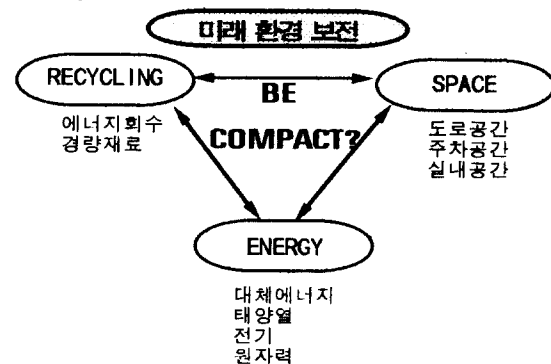 미래 환경 보전
RECYCLING
BE
SPACE
에너지회수
경량재료
COMPACT?
도로공간
주차공간
실내공간
ENERGY
대체에너지
태양열
전기
원자력